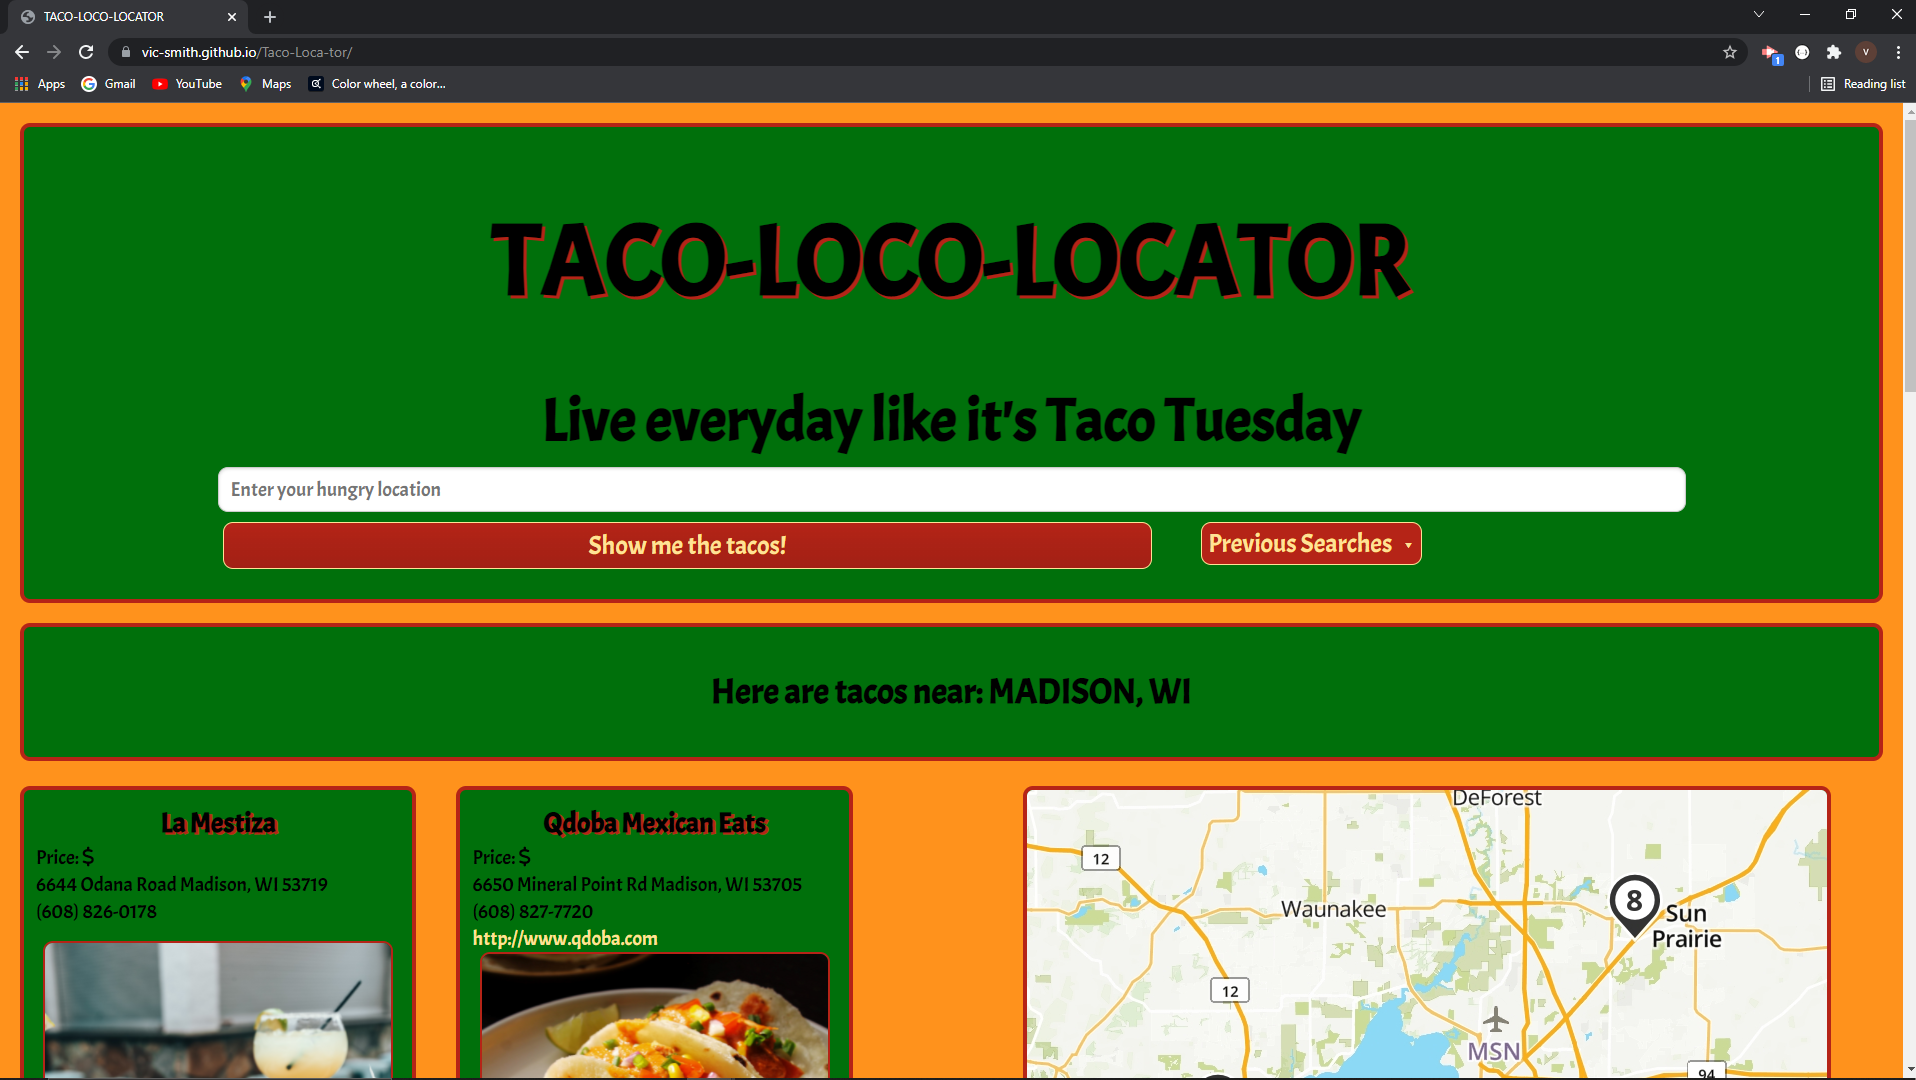 TACO-LOCO-LOCATOR
vic-smith.github.io/Taco-Loca-tor/
1
V
Apps
Gmail
YouTube
Maps
Color wheel, a color...
Reading list
TACO-LOCO-LOCATOR
Live everyday like it's Taco Tuesday
Enter your hungry location
Show me the tacos!
Previous Searches
Here are tacos near: MADISON, WI
La Mestiza
Price: $
6644 Odana Road Madison, WI 53719
(608) 826-0178
Qdoba Mexican Eats
Price: $
6650 Mineral Point Rd Madison, WI 53705
(608) 827-7720
http://www.qdoba.com
DeForest
12
8
Waunakee
Sun
Prairie
12
MSN
94